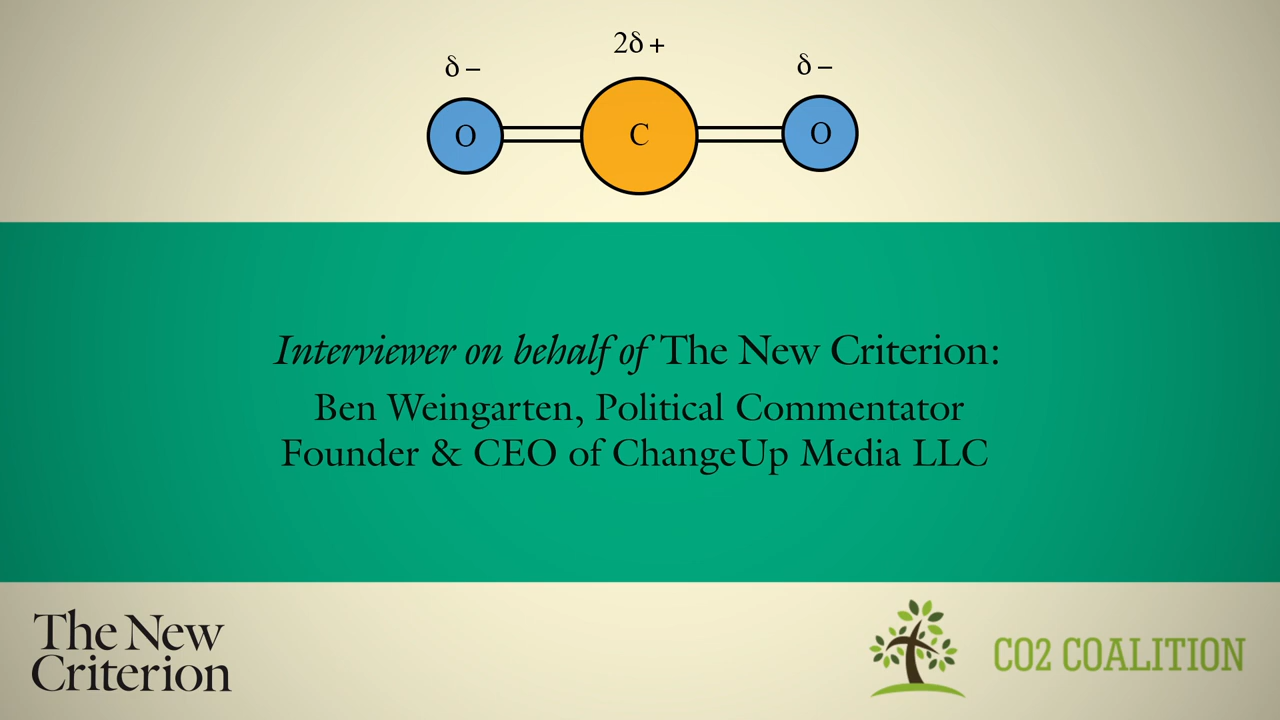 2δ +
δ –
δ –
O
C
O
Interviewer on behalf of The New Criterion:
Ben Weingarten, Political Commentator
Founder & CEO of ChangeUp Media LLC
The New
Criterion
CO2 COALITION